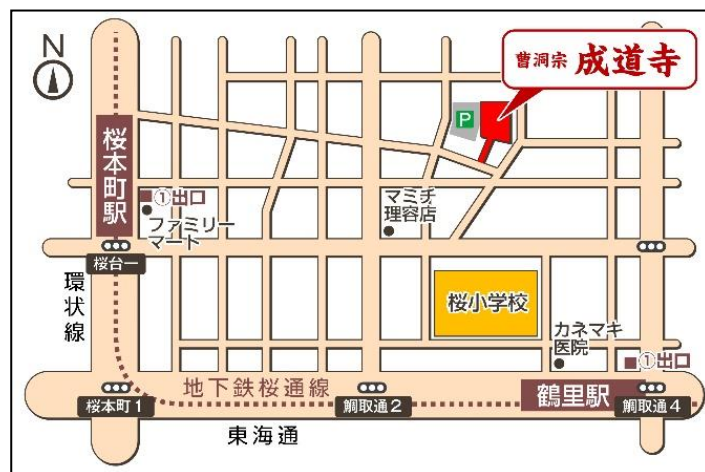 N
曹洞宗 成道寺
P
桜本町駅
①出口
ファミリー
マート
マミチ
理容店
桜台一
環状線
桜小学校
カネマキ
医院
①出口
地下鉄桜通線
鶴里駅
桜本町1
鯛取通2
鯛取通4
東海通